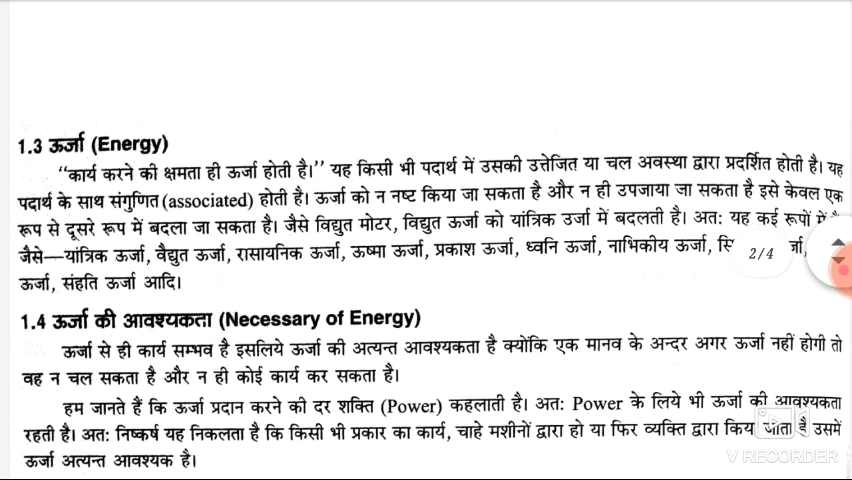 1.3 ऊर्जा (Energy)
“कार्य करने की क्षमता ही ऊर्जा होती है।” यह किसी भी पदार्थ में उसकी उत्तेजित या चल अवस्था द्वारा प्रदर्शित होती है। यह
पदार्थ के साथ संगुणित (associated) होती है। ऊर्जा को न नष्ट किया जा सकता है और न ही उपजाया जा सकता है इसे केवल एक
रूप से दूसरे रूप में बदला जा सकता है। जैसे विद्युत मोटर, विद्युत ऊर्जा को यांत्रिक उर्जा में बदलती है। अत: यह कई रूपों में
जैसे—यांत्रिक ऊर्जा, वैद्युत ऊर्जा, रासायनिक ऊर्जा, ऊष्मा ऊर्जा, प्रकाश ऊर्जा, ध्वनि ऊर्जा, नाभिकीय ऊर्जा,
2/4
ऊर्जा, संहति ऊर्जा आदि।
1.4 ऊर्जा की आवश्यकता (Necessary of Energy)
ऊर्जा से ही कार्य सम्भव है इसलिये ऊर्जा की अत्यन्त आवश्यकता है क्योंकि एक मानव के अन्दर अगर ऊर्जा नहीं होगी तो
वह न चल सकता है और न ही कोई कार्य कर सकता है।
हम जानते हैं कि ऊर्जा प्रदान करने की दर शक्ति (Power) कहलाती है। अत: Power के लिये भी ऊर्जा की आवश्यकता
रहती है। अत: निष्कर्ष यह निकलता है कि किसी भी प्रकार का कार्य, चाहे मशीनों द्वारा हो या फिर व्यक्ति द्वारा किया जाता है उसमें
ऊर्जा अत्यन्त आवश्यक है।
V RECORDER